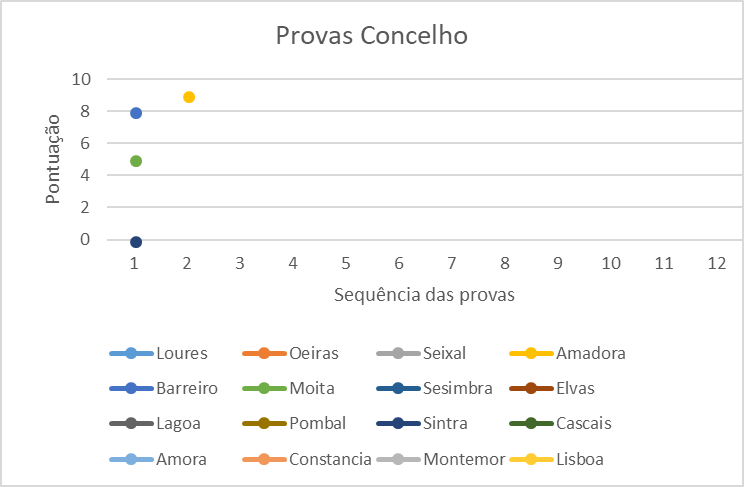 Provas Concelho
Pontuação
10
8
6
4
2
0
1 2 3 4 5 6 7 8 9 10 11 12
Sequência das provas
Loures Oeiras Seixal Amadora
Barreiro Moita Sesimbra Elvas
Lagoa Pombal Sintra Cascais
Amora Constancia Montemor Lisboa